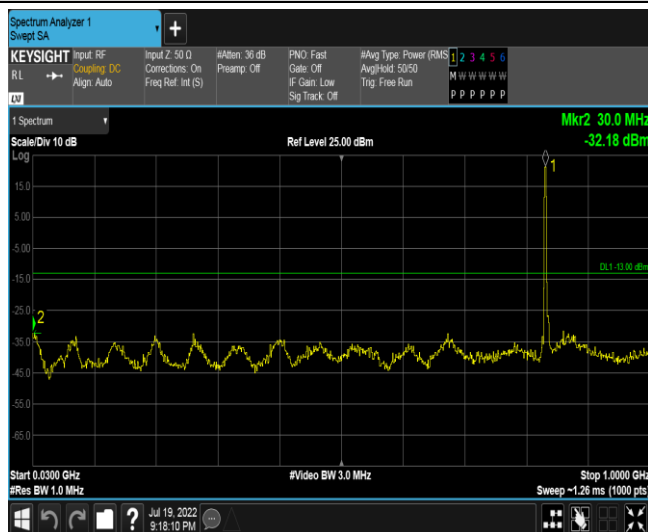 Spectrum Analyzer 1
Swept SA
+
KEYSIGHT
RL
LXI
Input: RF
Coupling: DC
Align: Auto
Input Z: 50 Ω
Corrections: On
Freq Ref: Int (S)
#Atten: 36 dB
Preamp: Off
PNO: Fast
Gate: Off
IF Gain: Low
Sig Track: Off
#Avg Type: Power (RMS
Avg|Hold: 50/50
Trig: Free Run
1 2 3 4 5 6
M W W W W W
P P P P P P
1 Spectrum
Mkr2 30.0 MHz
-32.18 dBm
Scale/Div 10 dB
Ref Level 25.00 dBm
Log
15.0
5.00
-5.00
-15.0
-25.0
-35.0
-45.0
-55.0
-65.0
1
DL1 -13.00 dBm
2
Start 0.0300 GHz
#Video BW 3.0 MHz
Stop 1.0000 GHz
#Res BW 1.0 MHz
Sweep ~1.26 ms (1000 pts)
?
Jul 19, 2022
9:18:10 PM